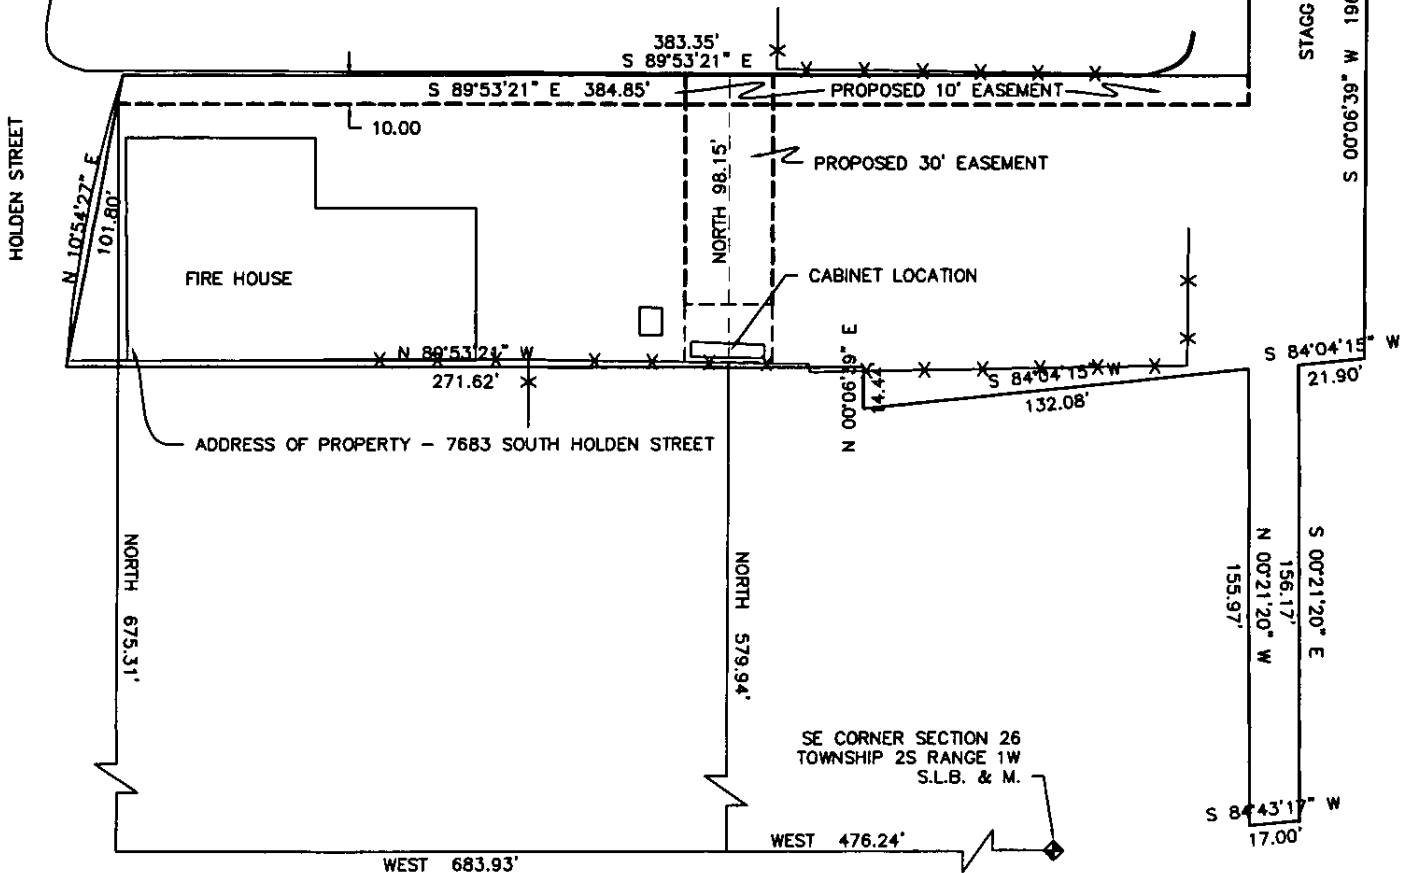 383.35'
S 89°53'21" E
S 89°53'21" E 384.85'
PROPOSED 10' EASEMENT
10.00
HOLDEN STREET
N 10°54'27" E
101.80'
NORTH 98.15'
PROPOSED 30' EASEMENT
STAGG
S 00°06'39" W 196
FIRE HOUSE
CABINET LOCATION
N 89°53'21" W
271.62'
N 00°06'39" E
S 84°04'15" W
132.08'
S 84°04'15" W
21.90'
ADDRESS OF PROPERTY – 7683 SOUTH HOLDEN STREET
NORTH 675.31'
NORTH 579.94'
155.97'
N 00°21'20" W
156.17'
S 00°21'20" E
SE CORNER SECTION 26
TOWNSHIP 2S RANGE 1W
S.L.B. & M.
S 84°43'17" W
17.00'
WEST 476.24'
WEST 683.93'